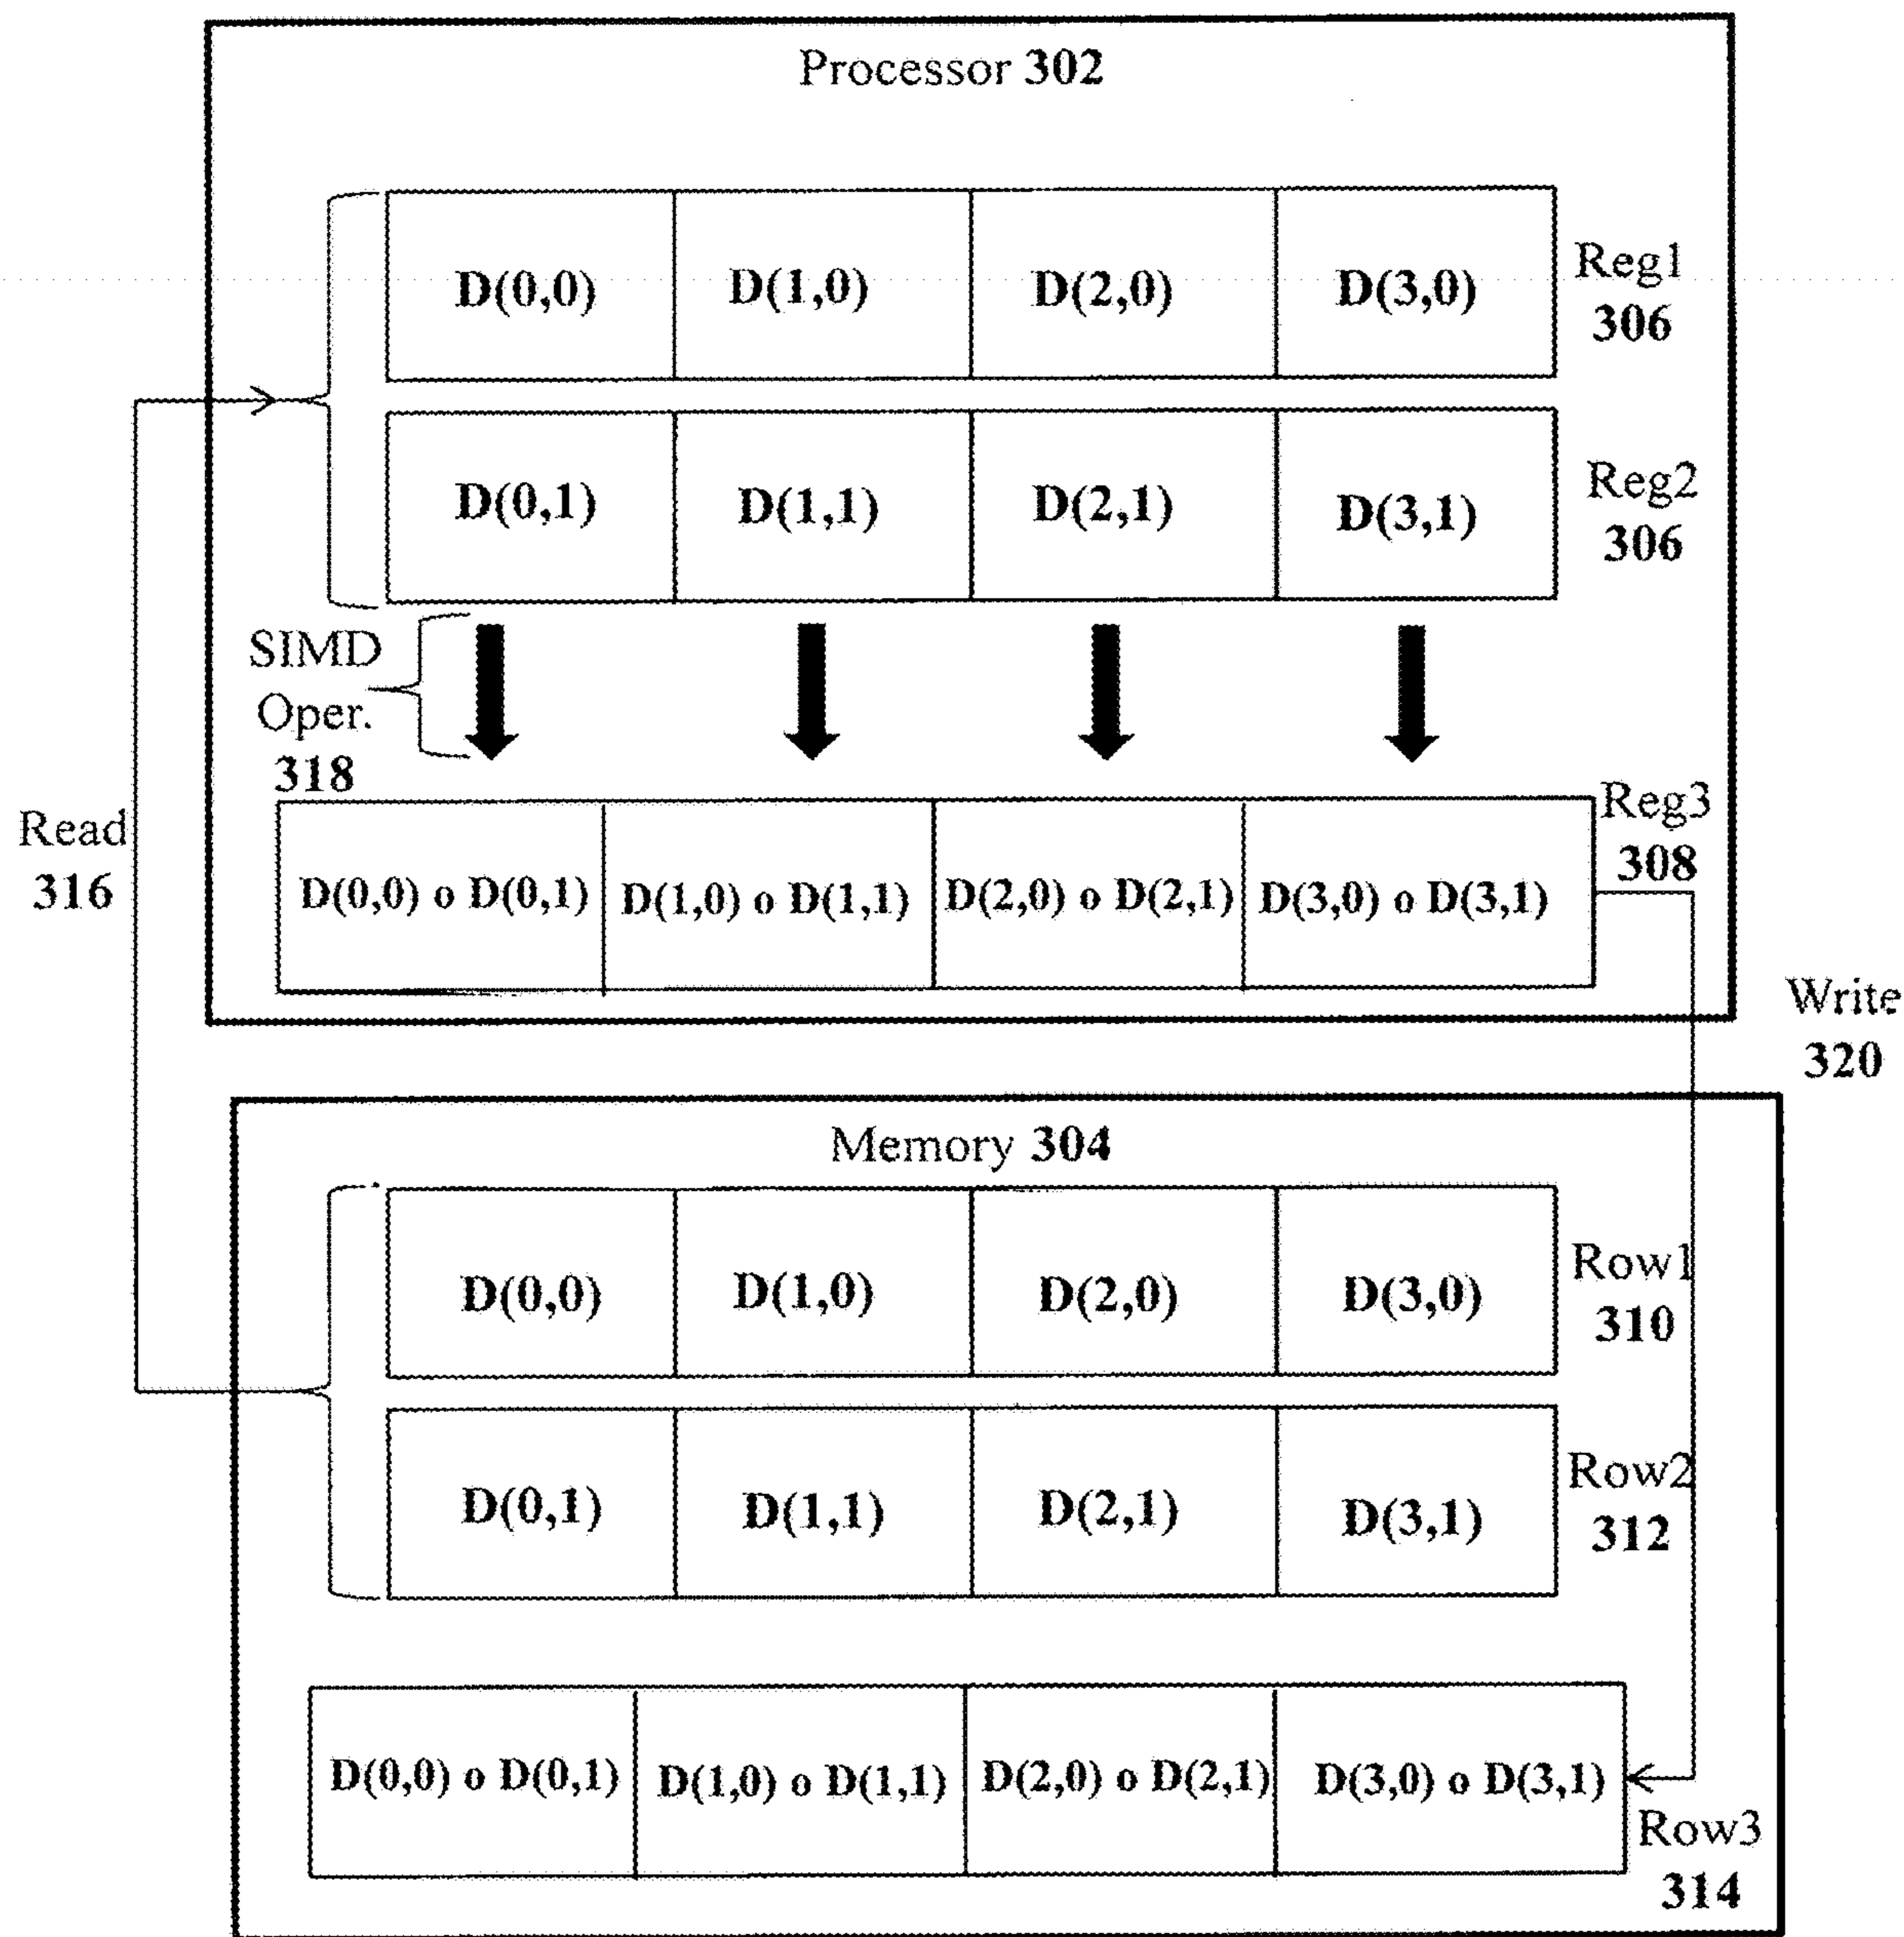 Processor 302
D(0,0) D(1,0) D(2,0) D(3,0)
Reg1
306
D(0,1) D(1,1) D(2,1) D(3,1)
Reg2
306
SIMD
Oper.
318
Reg3
308
D(0,0) o D(0,1) D(1,0) o D(1,1) D(2,0) o D(2,1) D(3,0) o D(3,1)
Read
316
Write
320
Memory 304
D(0,0) D(1,0) D(2,0) D(3,0)
Row1
310
D(0,1) D(1,1) D(2,1) D(3,1)
Row2
312
D(0,0) o D(0,1) D(1,0) o D(1,1) D(2,0) o D(2,1) D(3,0) o D(3,1)
Row3
314